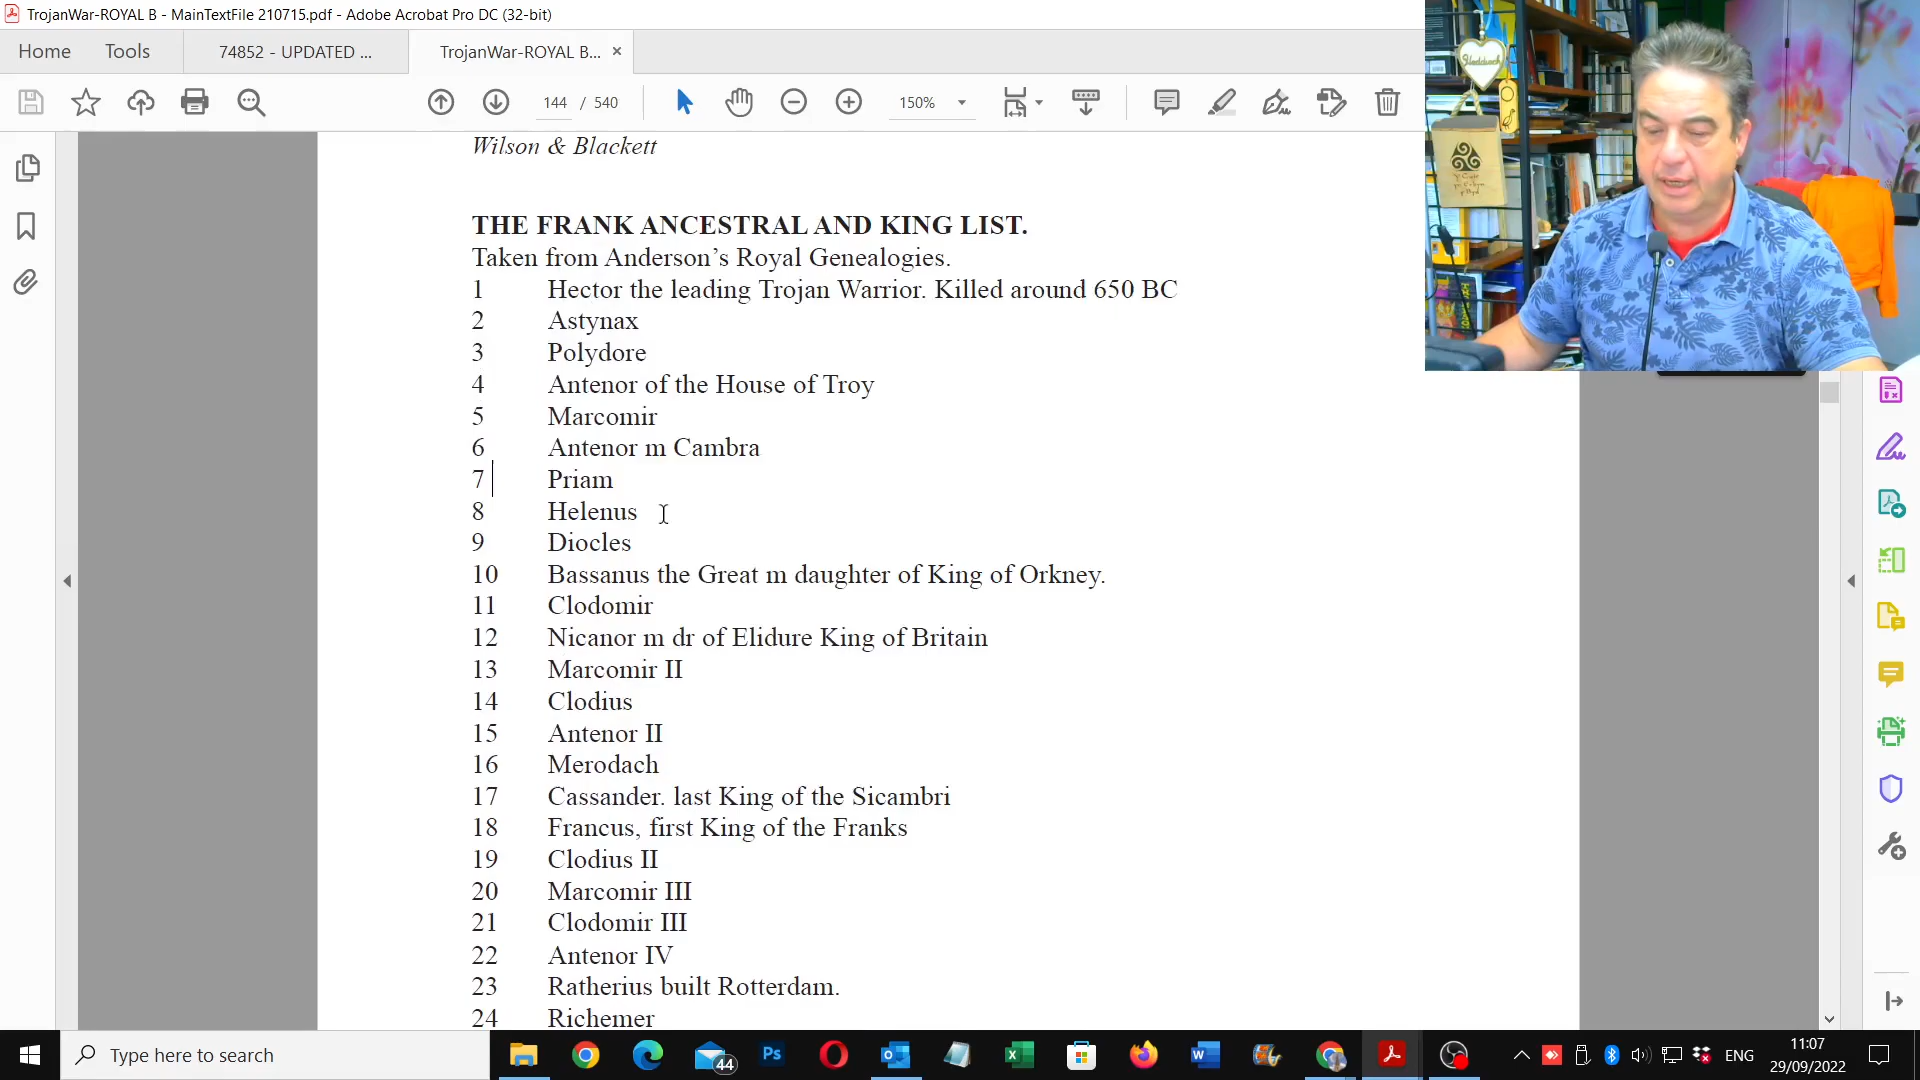 TrojanWar-ROYAL B - MainTextFile 210715.pdf - Adobe Acrobat Pro DC (32-bit)
Home Tools 74852 - UPDATED ... TrojanWar-ROYAL B... ×
144 / 540 150%
Wilson & Blackett
THE FRANK ANCESTRAL AND KING LIST.
Taken from Anderson’s Royal Genealogies.
1 Hector the leading Trojan Warrior. Killed around 650 BC
2 Astynax
3 Polydore
4 Antenor of the House of Troy
5 Marcomir
6 Antenor m Cambra
7 Priam
8 Helenus
9 Diocles
10 Bassanus the Great m daughter of King of Orkney.
11 Clodomir
12 Nicanor m dr of Elidure King of Britain
13 Marcomir II
14 Clodius
15 Antenor II
16 Merodach
17 Cassander. last King of the Sicambri
18 Francus, first King of the Franks
19 Clodius II
20 Marcomir III
21 Clodomir III
22 Antenor IV
23 Ratherius built Rotterdam.
24 Richemer
Type here to search
44
Ps
ENG
11:07
29/09/2022